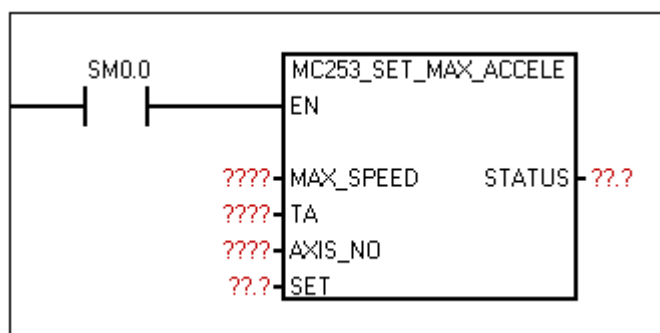 SM0.0
MC253_SET_MAX_ACCELE
EN
???? MAX_SPEED STATUS ??.?
???? TA
???? AXIS_NO
??.? SET